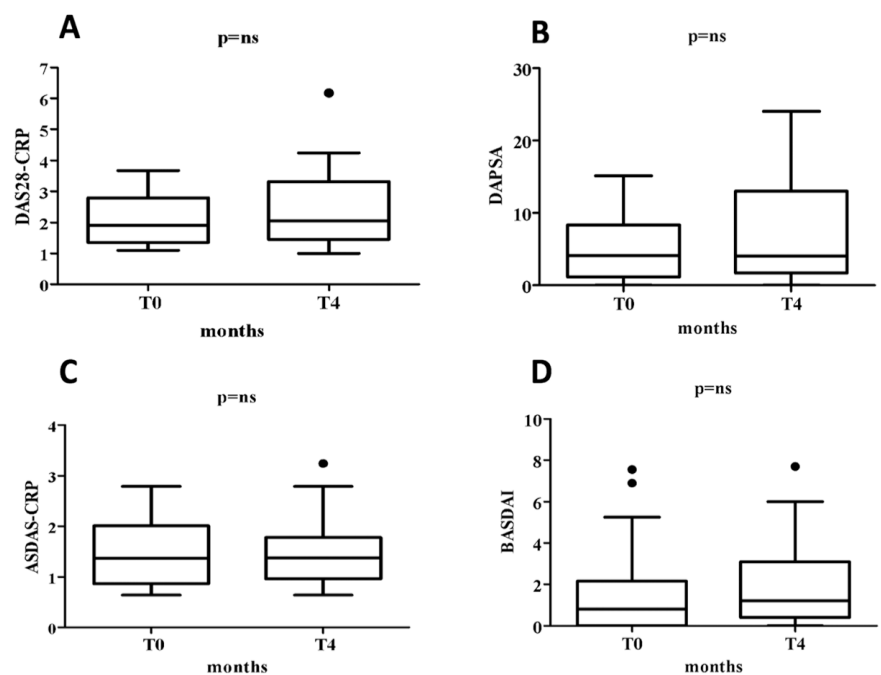 A
p=ns
DAS28-CRP
7
6
5
4
3
2
1
0
T0 T4
months
B
p=ns
DAPSA
30
20
10
0
T0 T4
months
C
p=ns
ASDAS-CRP
4
3
2
1
0
T0 T4
months
D
p=ns
BASDAI
10
8
6
4
2
0
T0 T4
months